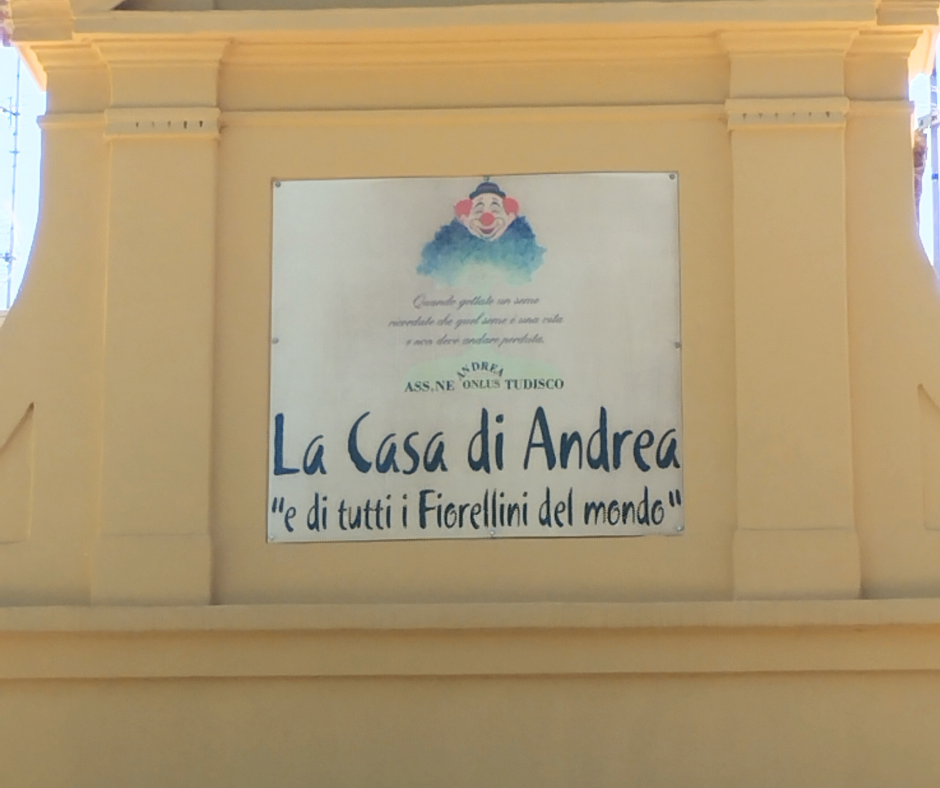 Quando gettate un seme
ricordate che quel seme è una vita
e non deve andare perduta.
ANDREA
ASS.NE ONLUS TUDISCO
La Casa di Andrea
"e di tutti i Fiorellini del mondo"